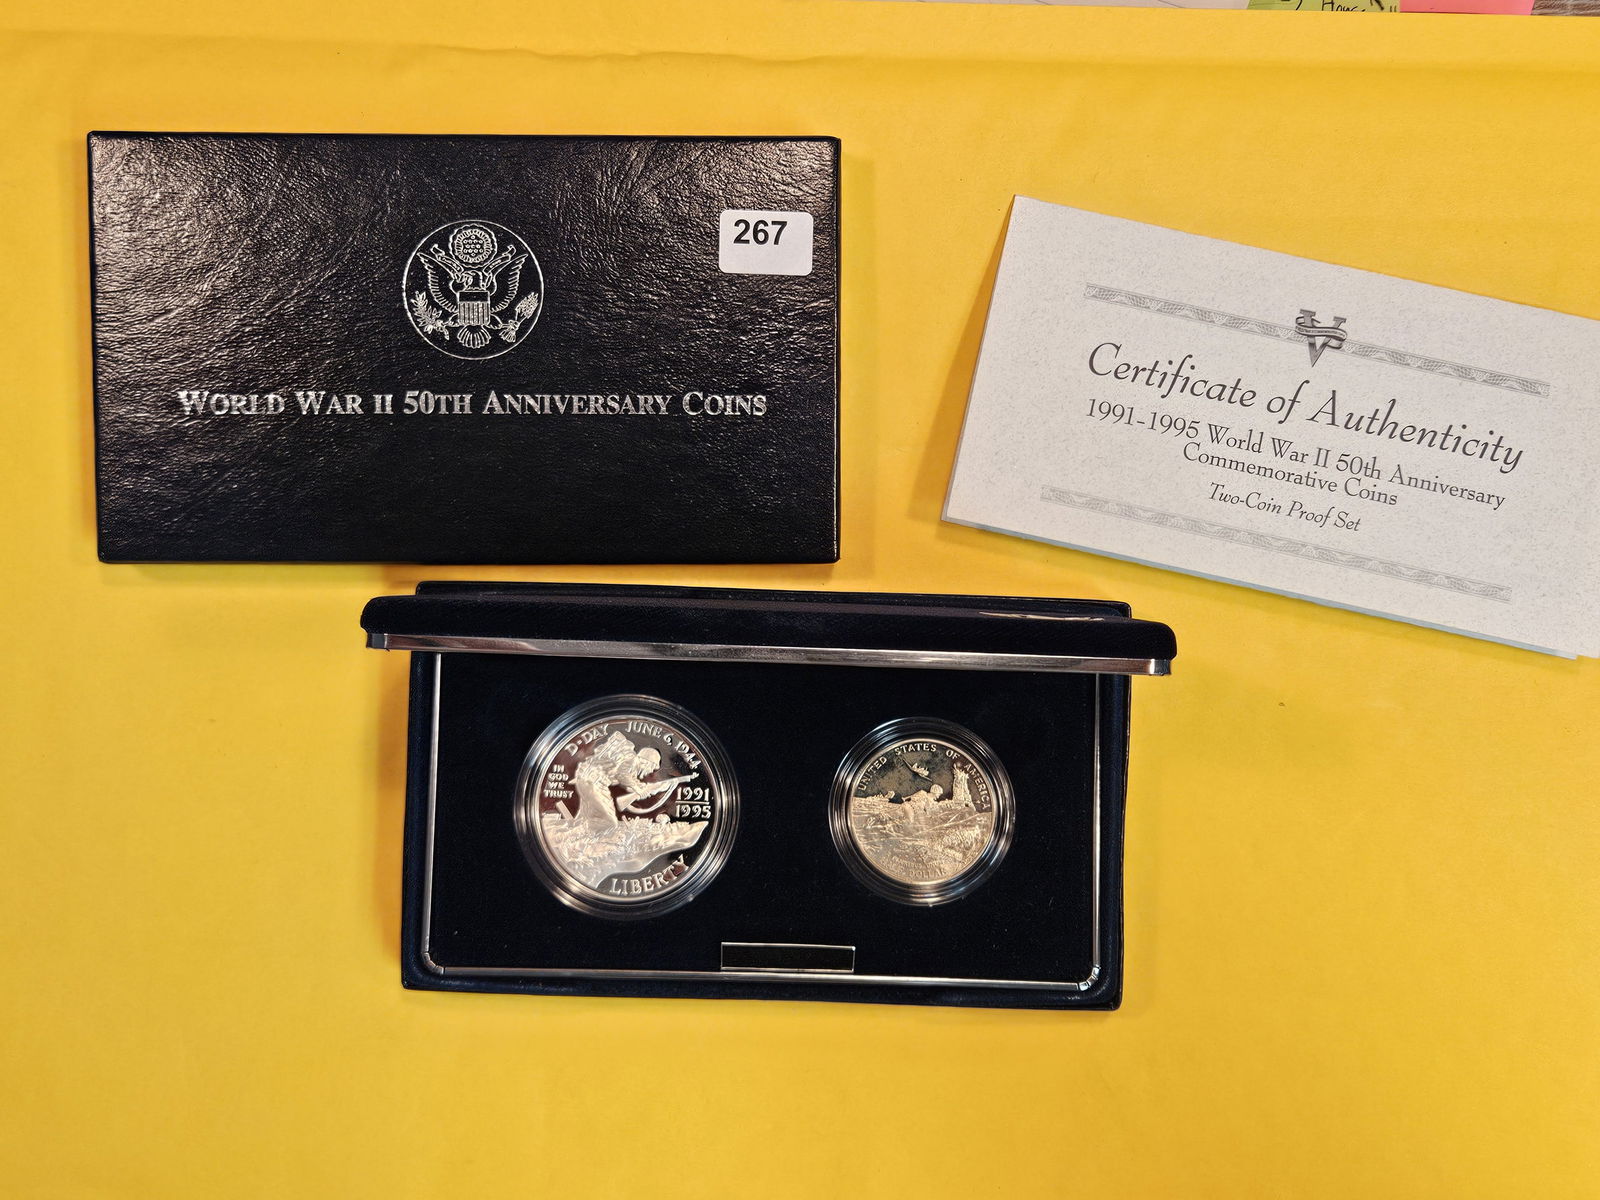 267
WORLD WAR II 50TH ANNIVERSARY COINS
Certificate of Authenticity
1991-1995 World War II 50th Anniversary
Commemorative Coins
Two-Coin Proof Set
D-DAY JUNE 6, 1944
IN
GOD
WE
TRUST
1991
1995
LIBERTY
UNITED STATES OF AMERICA
DOLLAR